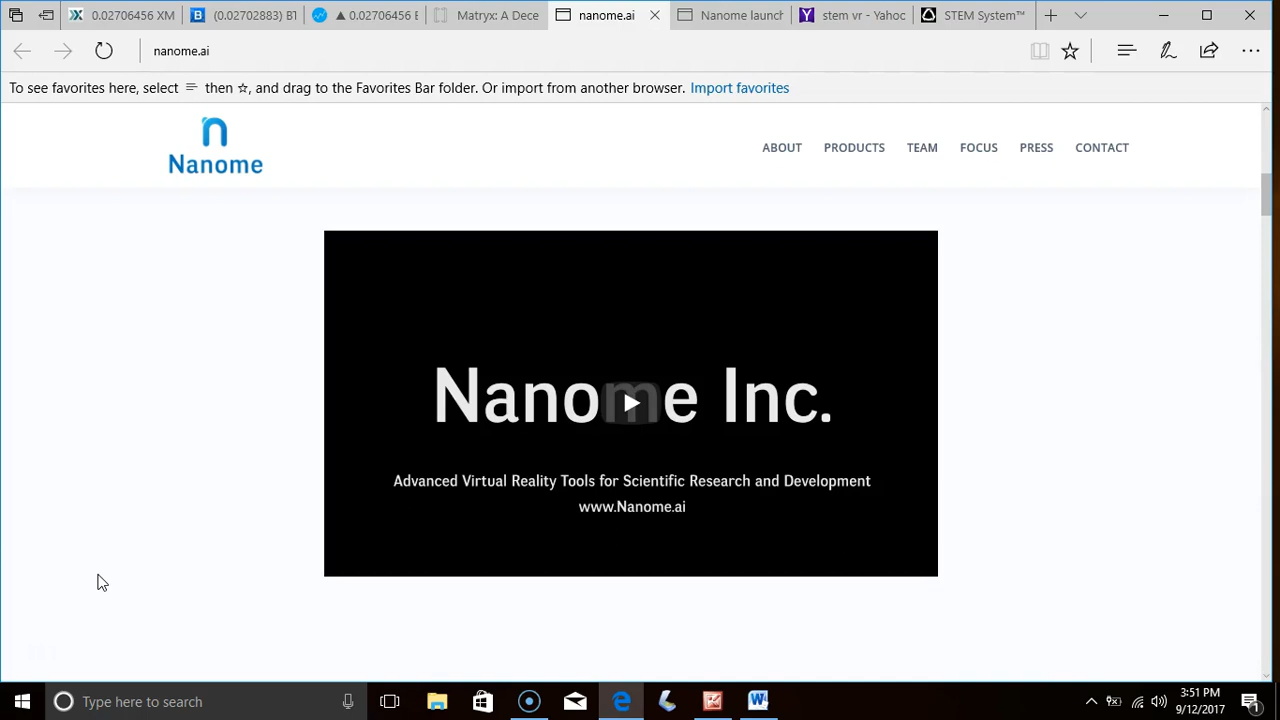 0.02706456 XM
(0.02702883) B1
▲ 0.02706456 E
Matryx: A Dece
nanome.ai
Nanome launch
stem vr - Yahoc
STEM System™
nanome.ai
To see favorites here, select ≡ then ☆, and drag to the Favorites Bar folder. Or import from another browser. Import favorites
Nanome
ABOUT PRODUCTS TEAM FOCUS PRESS CONTACT
Nanome Inc.
Advanced Virtual Reality Tools for Scientific Research and Development
www.Nanome.ai
Type here to search
3:51 PM
9/12/2017